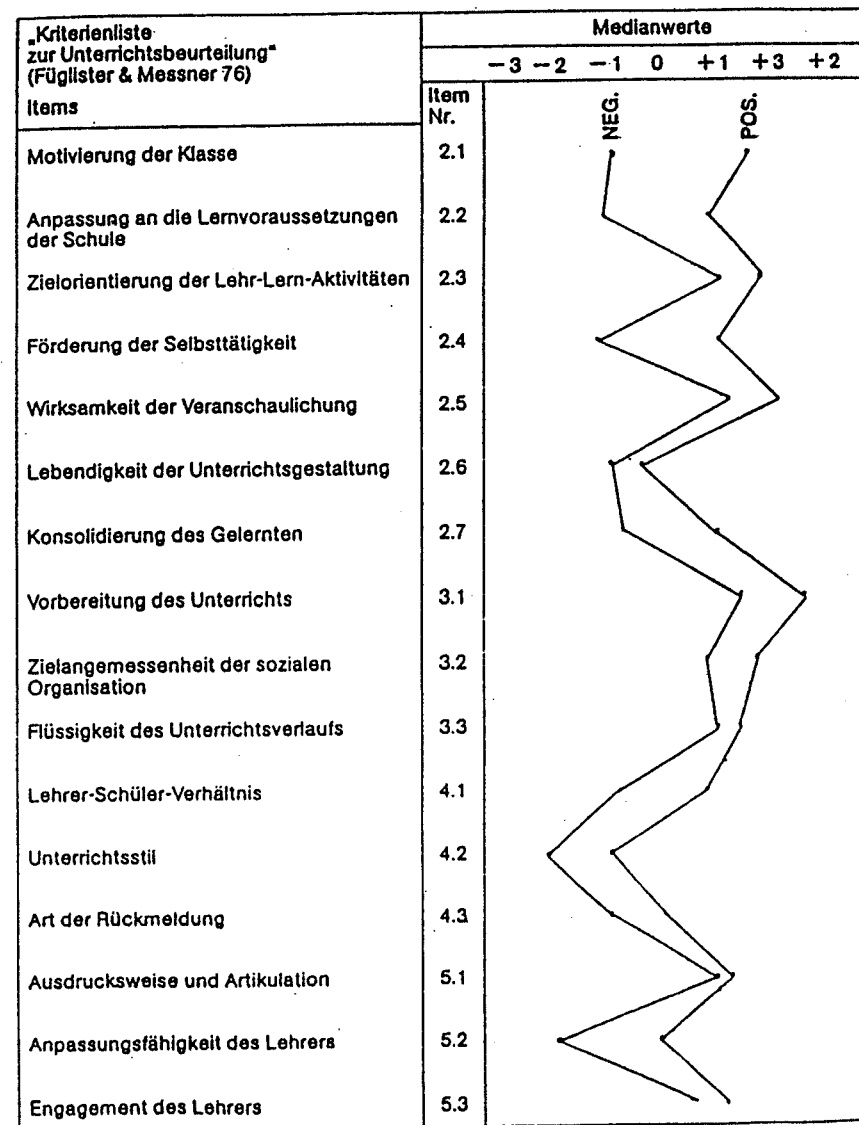 „Kriterienliste
zur Unterrichtsbeurteilung"
(Füglister & Messner 76)
Items
Item
Nr.
Medianwerte
−3 −2 −1 0 +1 +3 +2
NEG.
POS.
Motivierung der Klasse 2.1
Anpassung an die Lernvoraussetzungen 2.2
der Schule
Zielorientierung der Lehr-Lern-Aktivitäten 2.3
Förderung der Selbsttätigkeit 2.4
Wirksamkeit der Veranschaulichung 2.5
Lebendigkeit der Unterrichtsgestaltung 2.6
Konsolidierung des Gelernten 2.7
Vorbereitung des Unterrichts 3.1
Zielangemessenheit der sozialen 3.2
Organisation
Flüssigkeit des Unterrichtsverlaufs 3.3
Lehrer-Schüler-Verhältnis 4.1
Unterrichtsstil 4.2
Art der Rückmeldung 4.3
Ausdrucksweise und Artikulation 5.1
Anpassungsfähigkeit des Lehrers 5.2
Engagement des Lehrers 5.3